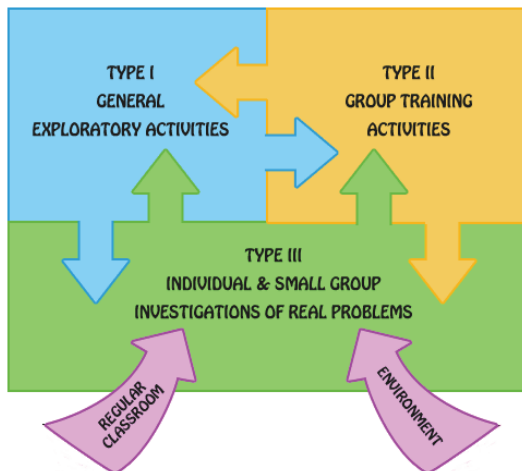 TYPE I
GENERAL
EXPLORATORY ACTIVITIES
TYPE II
GROUP TRAINING
ACTIVITIES
TYPE III
INDIVIDUAL & SMALL GROUP
INVESTIGATIONS OF REAL PROBLEMS
REGULAR
CLASSROOM
ENVIRONMENT